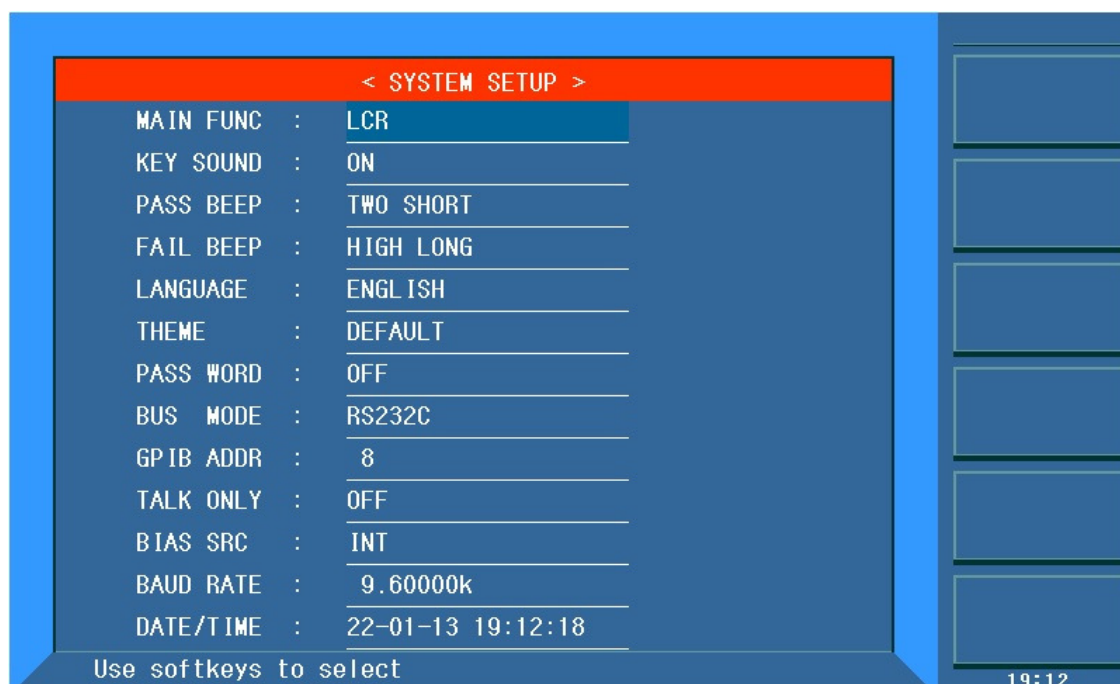 < SYSTEM SETUP >
MAIN FUNC : LCR
KEY SOUND : ON
PASS BEEP : TWO SHORT
FAIL BEEP : HIGH LONG
LANGUAGE : ENGLISH
THEME : DEFAULT
PASS WORD : OFF
BUS MODE : RS232C
GPIB ADDR : 8
TALK ONLY : OFF
BIAS SRC : INT
BAUD RATE : 9.60000k
DATE/TIME : 22-01-13 19:12:18
Use softkeys to select
19:12